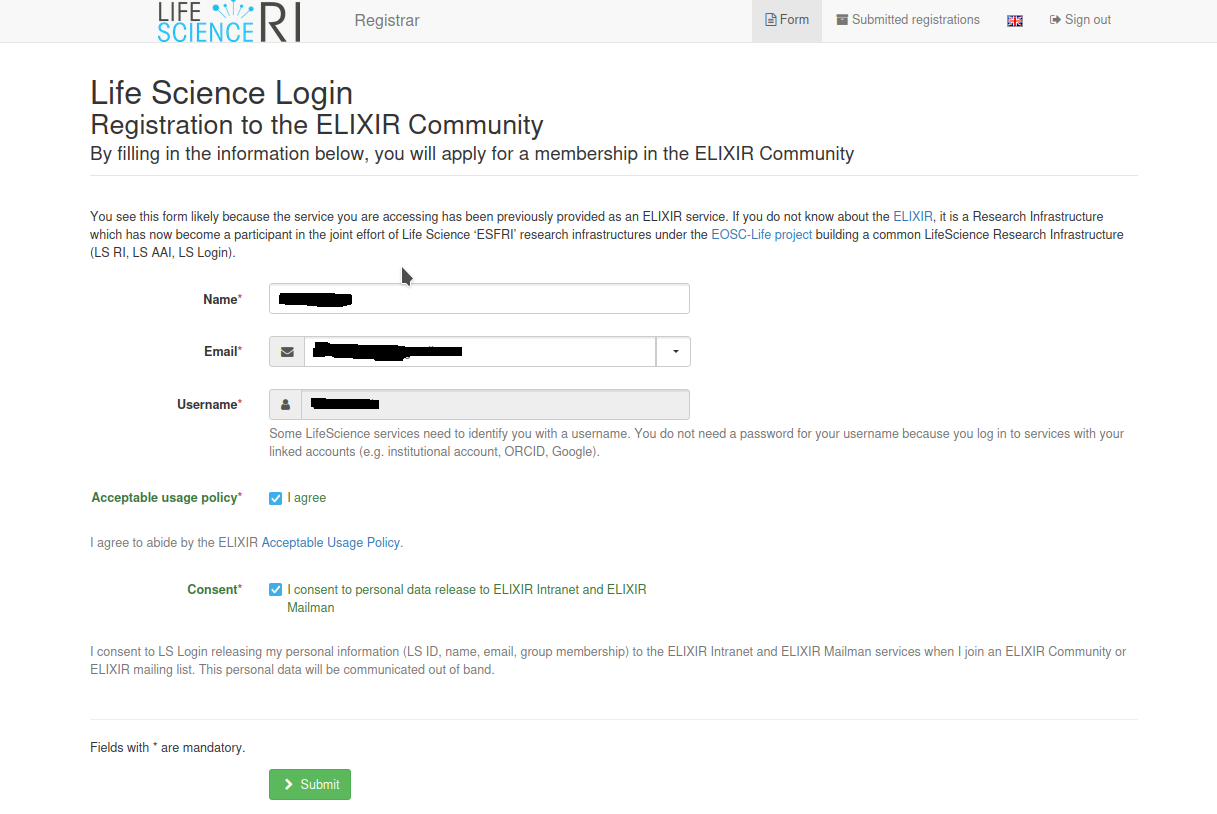 LIFE SCIENCE RI
Registrar
Form
Submitted registrations
Sign out
Life Science Login
Registration to the ELIXIR Community
By filling in the information below, you will apply for a membership in the ELIXIR Community
You see this form likely because the service you are accessing has been previously provided as an ELIXIR service. If you do not know about the ELIXIR, it is a Research Infrastructure
which has now become a participant in the joint effort of Life Science ‘ESFRI’ research infrastructures under the EOSC-Life project building a common LifeScience Research Infrastructure
(LS RI, LS AAI, LS Login).
Name*
Email*
Username*
Some LifeScience services need to identify you with a username. You do not need a password for your username because you log in to services with your
linked accounts (e.g. institutional account, ORCID, Google).
Acceptable usage policy*
I agree
I agree to abide by the ELIXIR Acceptable Usage Policy.
Consent*
I consent to personal data release to ELIXIR Intranet and ELIXIR
Mailman
I consent to LS Login releasing my personal information (LS ID, name, email, group membership) to the ELIXIR Intranet and ELIXIR Mailman services when I join an ELIXIR Community or
ELIXIR mailing list. This personal data will be communicated out of band.
Fields with * are mandatory.
Submit